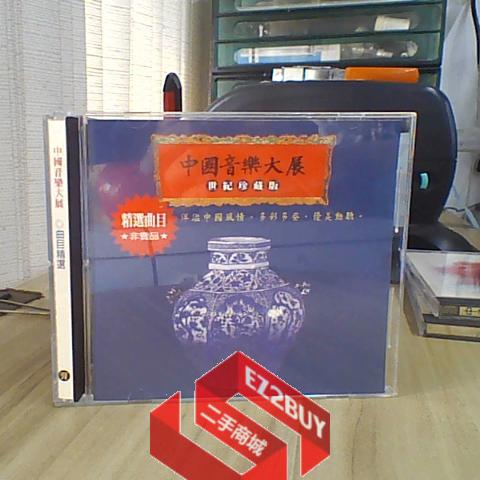 中國音樂大展
世紀珍藏版
洋溢中國風情,多彩多姿,優美動聽。
精選曲目
★非賣品★
中國音樂大展 ◎曲目精選
EZ2BUY
二手商城